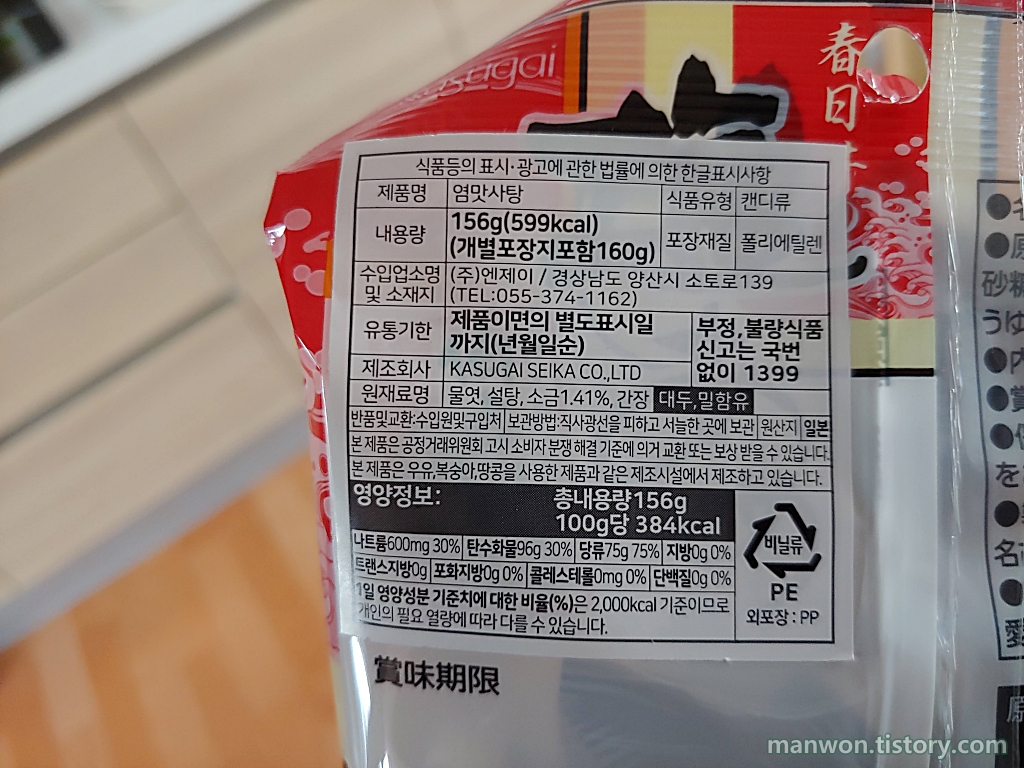 Kasugai
春日
식품등의 표시·광고에 관한 법률에 의한 한글표시사항
제품명 염맛사탕 식품유형 캔디류
내용량 156g(599kcal)
(개별포장지포함160g) 포장재질 폴리에틸렌
수입업소명 및 소재지 (주)엔제이 / 경상남도 양산시 소토로139
(TEL:055-374-1162)
유통기한 제품이면의 별도표시일
까지(년월일순)
부정,불량식품
신고는 국번
없이 1399
제조회사 KASUGAI SEIKA CO.,LTD
원재료명 물엿, 설탕, 소금1.41%, 간장 대두,밀함유
반품및교환:수입원및구입처 보관방법:직사광선을 피하고 서늘한 곳에 보관 원산지 일본
본 제품은 공정거래위원회 고시 소비자 분쟁 해결 기준에 의거 교환 또는 보상 받을 수 있습니다.
본 제품은 우유,복숭아,땅콩을 사용한 제품과 같은 제조시설에서 제조하고 있습니다.
영양정보: 총내용량156g
100g당 384kcal
나트륨600mg 30% 탄수화물96g 30% 당류75g 75% 지방0g 0%
트랜스지방0g 포화지방0g 0% 콜레스테롤0mg 0% 단백질0g 0%
1일 영양성분 기준치에 대한 비율(%)은 2,000kcal 기준이므로
개인의 필요 열량에 따라 다를 수 있습니다.
비닐류
PE
외포장 : PP
賞味期限
●原
砂糖
うゆ
●内
●賞
を
名
愛
原
manwon.tistory.com